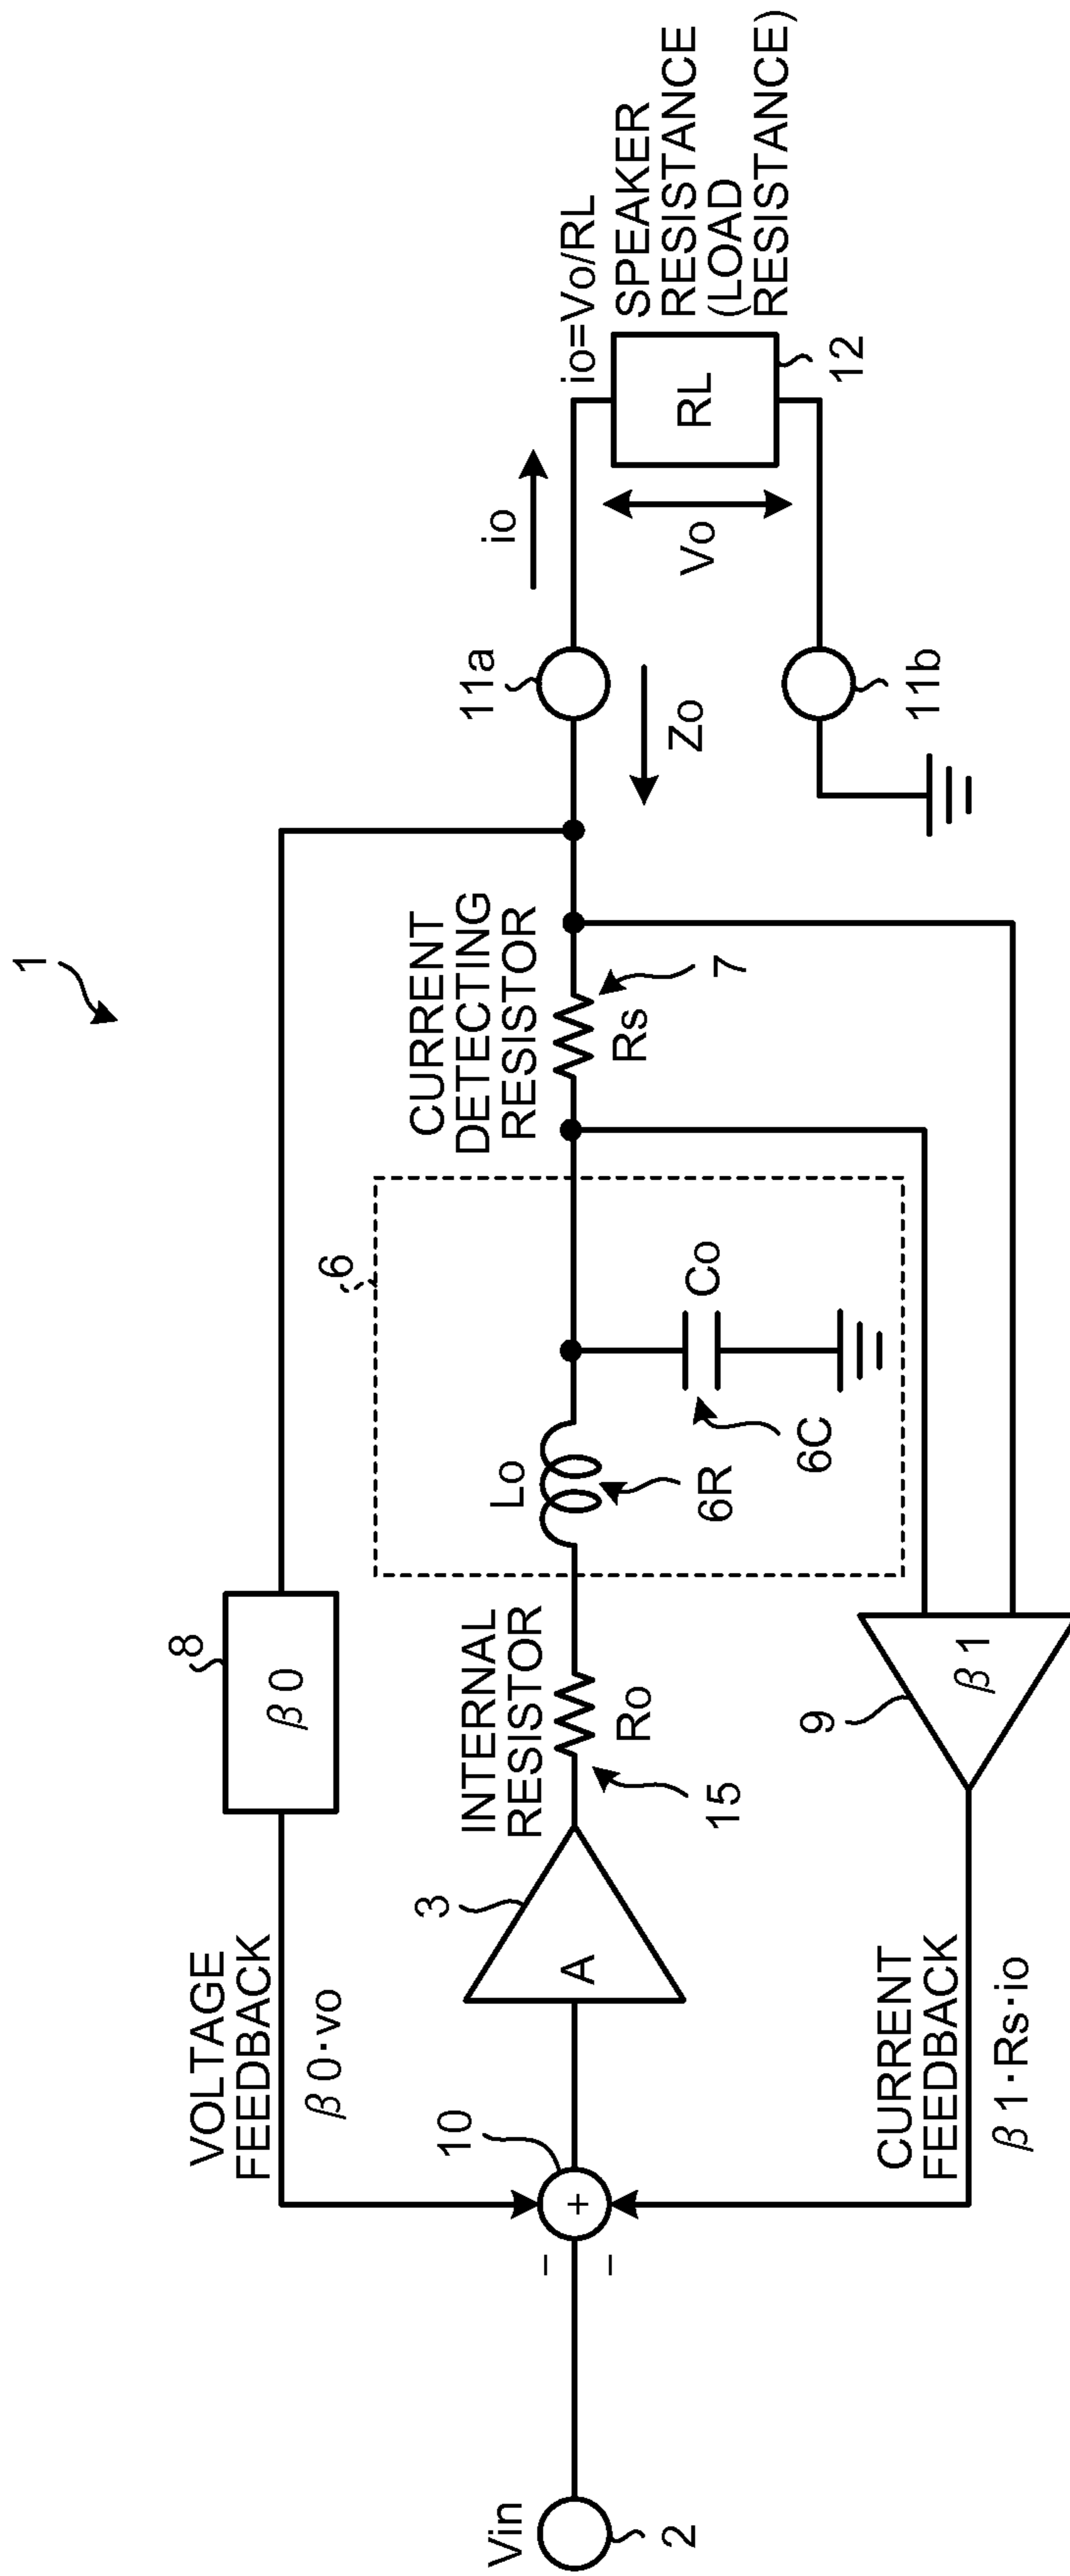 1
VOLTAGE
FEEDBACK
β0·vo
8
β0
6
CURRENT
DETECTING
RESISTOR
Rs
7
io
io=Vo/RL
SPEAKER
RESISTANCE
(LOAD
RESISTANCE)
RL
12
Vo
11a
Zo
11b
Vin
2
10
+
−
−
3
A
INTERNAL
RESISTOR
Ro
15
Lo
6R
Co
6C
9
β1
CURRENT
FEEDBACK
β1·Rs·io